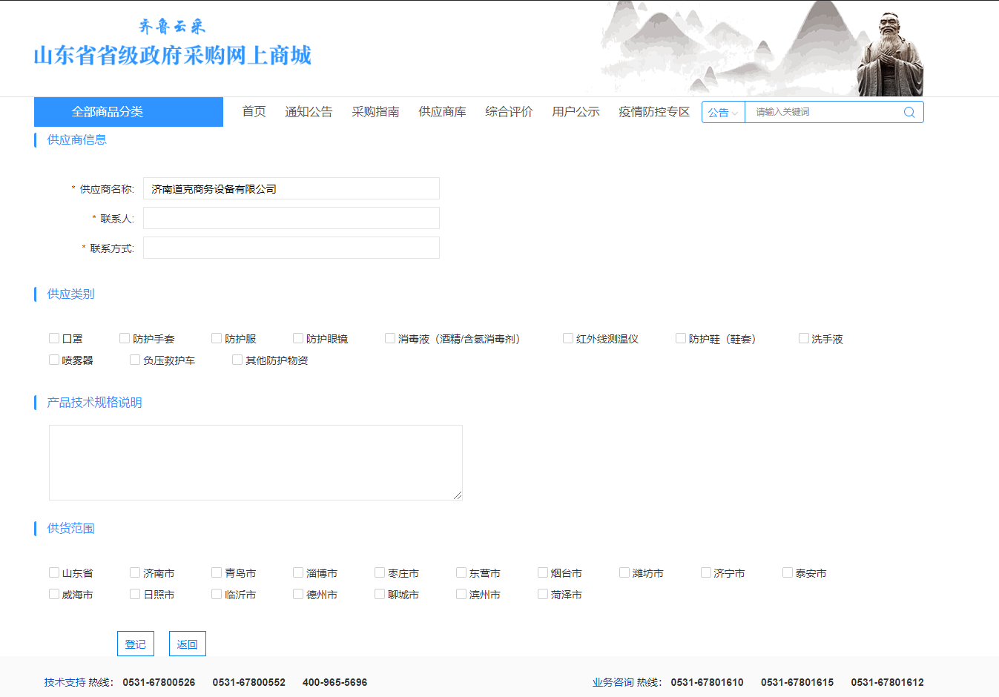 齐鲁云采
山东省省级政府采购网上商城
全部商品分类 首页 通知公告 采购指南 供应商库 综合评价 用户公示 疫情防控专区 公告 请输入关键词
供应商信息
* 供应商名称: 济南道克商务设备有限公司
* 联系人:
* 联系方式:
供应类别
口罩 防护手套 防护服 防护眼镜 消毒液（酒精/含氯消毒剂） 红外线测温仪 防护鞋（鞋套） 洗手液
喷雾器 负压救护车 其他防护物资
产品技术规格说明
供货范围
山东省 济南市 青岛市 淄博市 枣庄市 东营市 烟台市 潍坊市 济宁市 泰安市
威海市 日照市 临沂市 德州市 聊城市 滨州市 菏泽市
登记 返回
技术支持 热线： 0531-67800526 0531-67800552 400-965-5696 业务咨询 热线： 0531-67801610 0531-67801615 0531-67801612